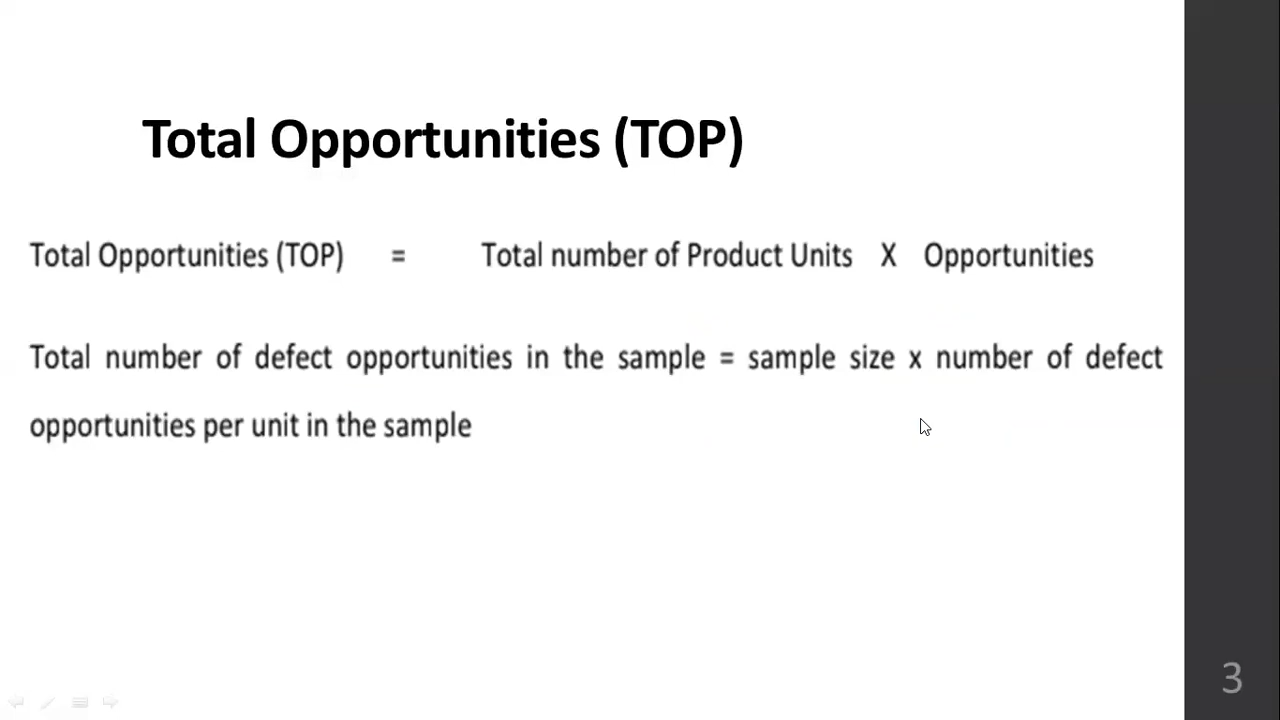 Total Opportunities (TOP)
Total Opportunities (TOP) = Total number of Product Units X Opportunities
Total number of defect opportunities in the sample = sample size x number of defect
opportunities per unit in the sample
3